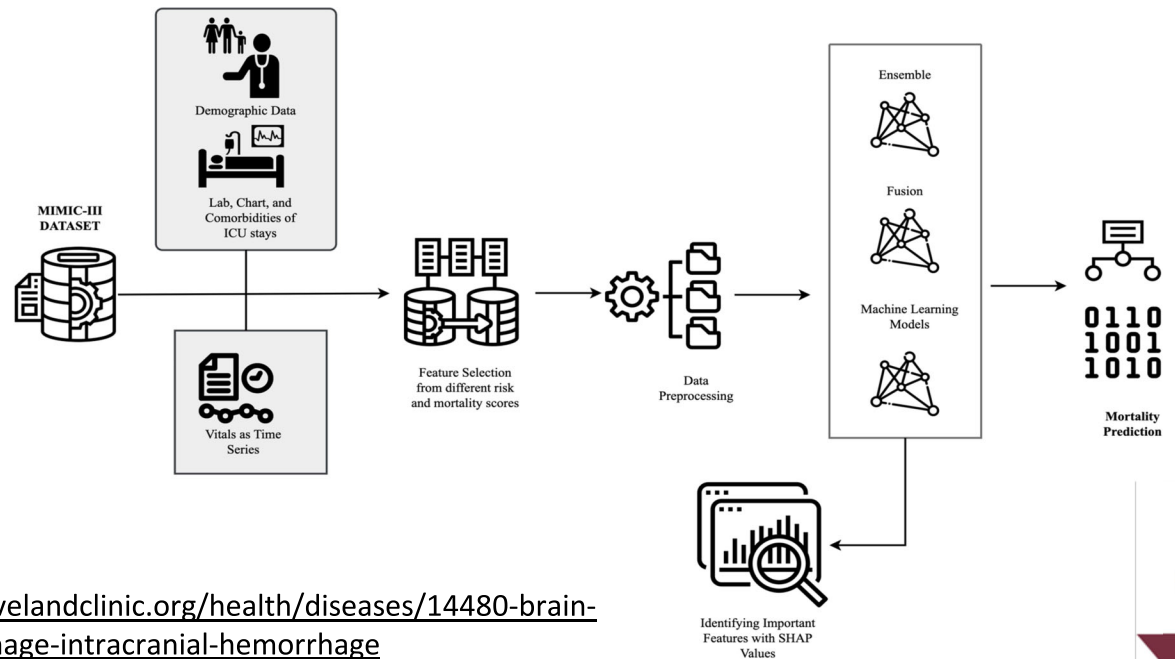 Demographic Data
Lab, Chart, and
Comorbidities of
ICU stays
MIMIC-III
DATASET
Vitals as Time
Series
Feature Selection
from different risk
and mortality scores
Data
Preprocessing
Ensemble
Fusion
Machine Learning
Models
0110
1001
1010
Mortality
Prediction
Identifying Important
Features with SHAP
Values
velandclinic.org/health/diseases/14480-brain-
hage-intracranial-hemorrhage